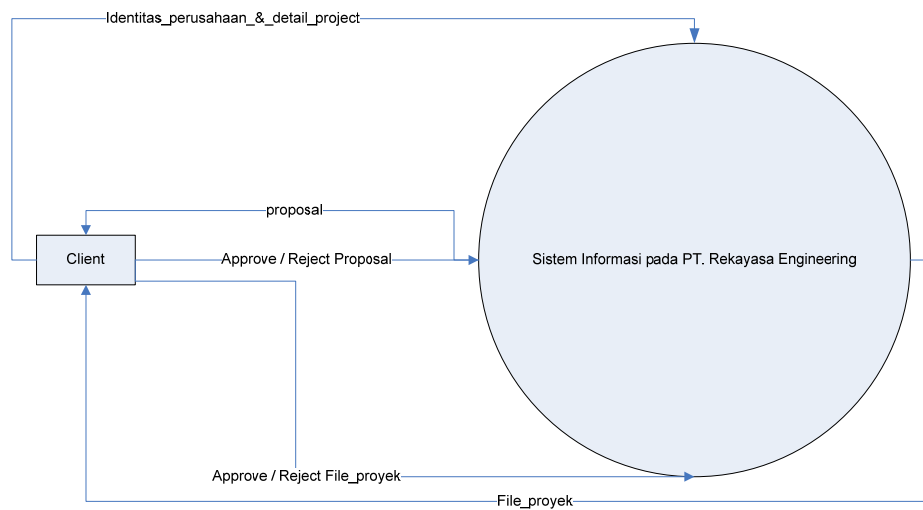 Identitas_perusahaan_&_detail_project
proposal
Client
Approve / Reject Proposal
Sistem Informasi pada PT. Rekayasa Engineering
Approve / Reject File_proyek
File_proyek